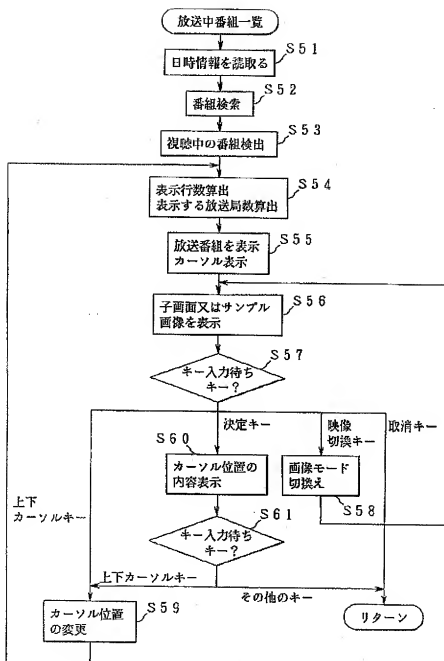 放送中番組一覧
S51
日時情報を読取る
S52
番組検索
S53
視聴中の番組検出
S54
表示行数算出
表示する放送局数算出
S55
放送番組を表示
カーソル表示
S56
子画面又はサンプル
画像を表示
S57
キー入力待ち
キー?
決定キー
映像
切換キー
取消キー
S60
カーソル位置の
内容表示
画像モード
切換え
S58
上下
カーソルキー
S61
キー入力待ち
キー?
上下カーソルキー
その他のキー
S59
カーソル位置
の変更
リターン